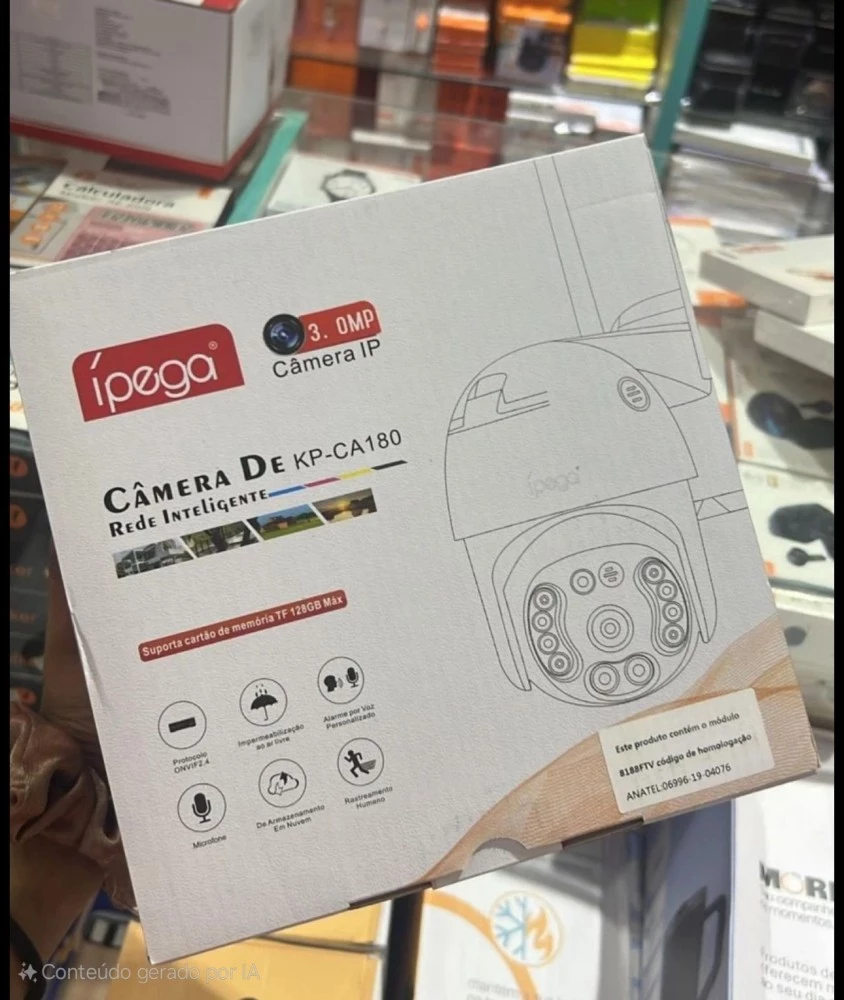 Calculadora
ípega®
3. 0MP
Câmera IP
CÂMERA DE KP-CA180
REDE INTELIGENTE
Suporta cartão de memória TF 128GB Máx
Protocolo
ONVIF2.4
Impermeabilização
ao ar livre
Alarme por Voz
Personalizado
Microfone
De Armazenamento
Em Nuvem
Rastreamento
Humano
ípega
Este produto contém o módulo
8188FTV código de homologação
ANATEL:06996-19-04076
Conteúdo gerado por IA